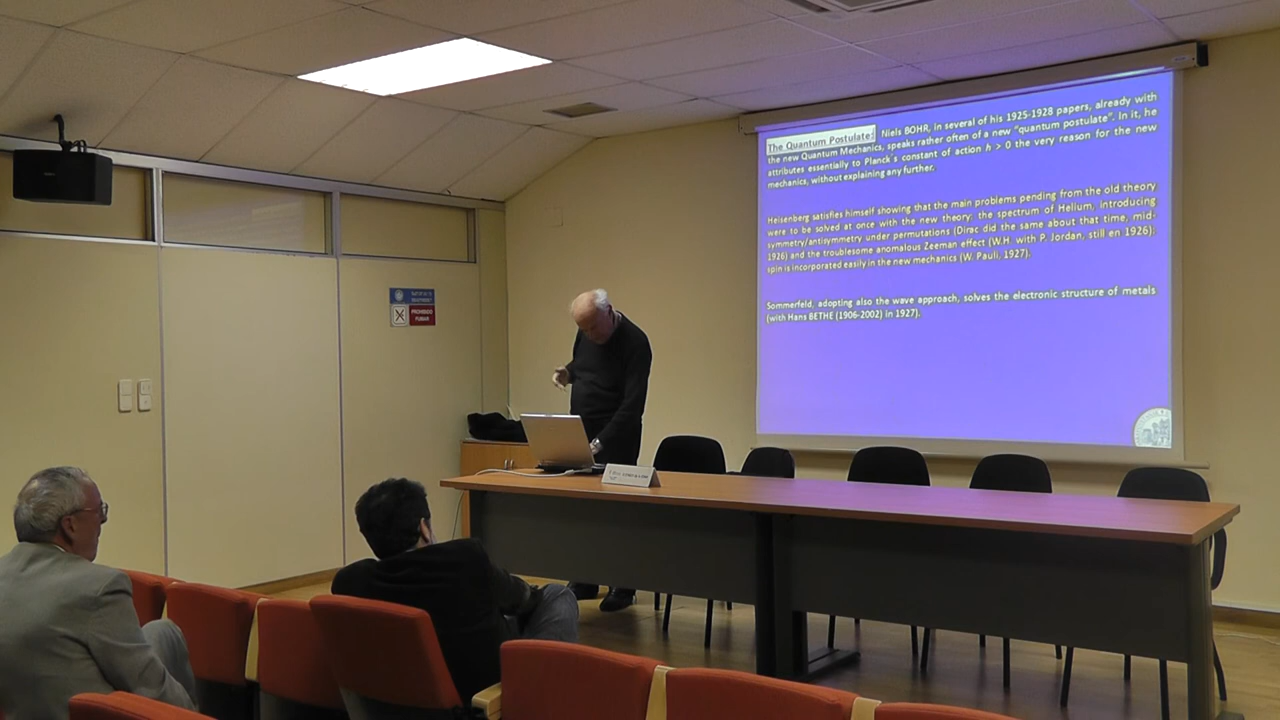 The Quantum Postulate: Niels BOHR, in several of his 1925-1928 papers, already with
the new Quantum Mechanics, speaks rather often of a new "quantum postulate". In it, he
attributes essentially to Planck's constant of action h > 0 the very reason for the new
mechanics, without explaining any further.
Heisenberg satisfies himself showing that the main problems pending from the old theory
were to be solved at once with the new theory: the spectrum of Helium, introducing
symmetry/antisymmetry under permutations (Dirac did the same about that time, mid-
1926) and the troublesome anomalous Zeeman effect (W.H. with P. Jordan, still en 1926);
spin is incorporated easily in the new mechanics (W. Pauli, 1927).
Sommerfeld, adopting also the wave approach, solves the electronic structure of metals
(with Hans BETHE (1906-2002) in 1927).
PROHIBIDO
FUMAR